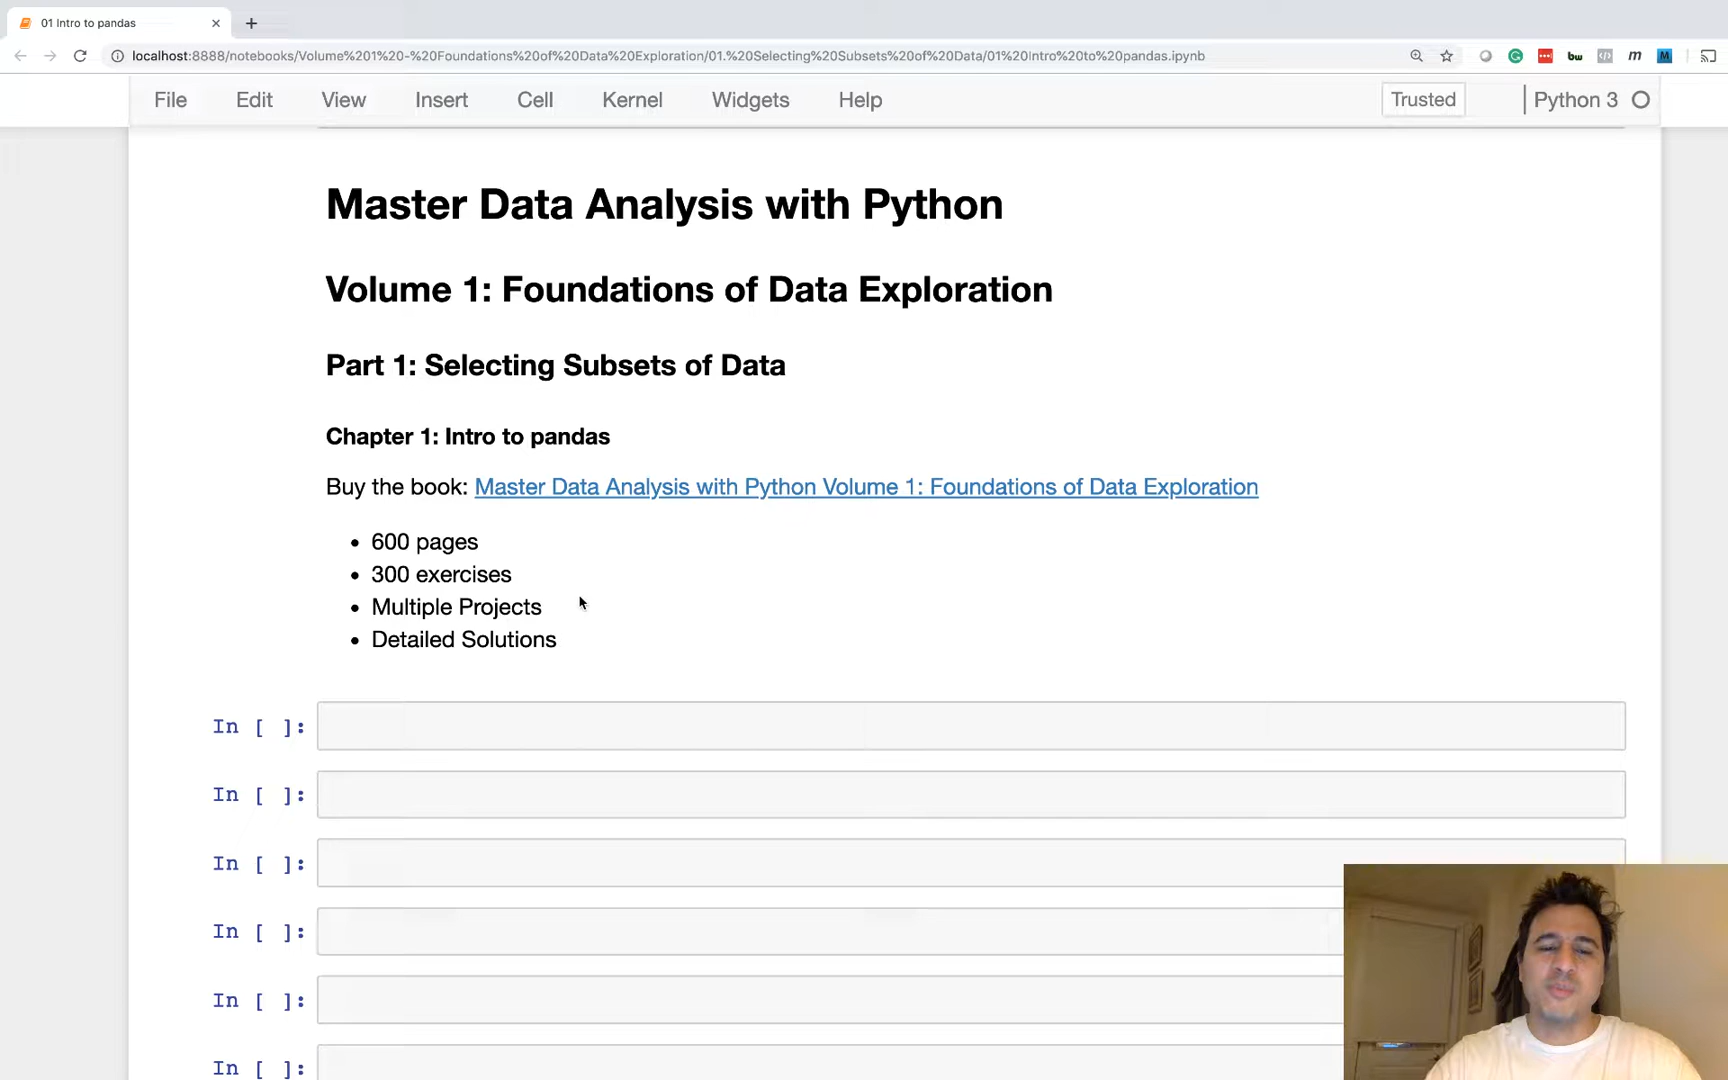 01 Intro to pandas
localhost:8888/notebooks/Volume%201%20-%20Foundations%20of%20Data%20Exploration/01.%20Selecting%20Subsets%20of%20Data/01%20Intro%20to%20pandas.ipynb
bw
m
M
File Edit View Insert Cell Kernel Widgets Help Trusted Python 3
Master Data Analysis with Python
Volume 1: Foundations of Data Exploration
Part 1: Selecting Subsets of Data
Chapter 1: Intro to pandas
Buy the book: Master Data Analysis with Python Volume 1: Foundations of Data Exploration
• 600 pages
• 300 exercises
• Multiple Projects
• Detailed Solutions
In [ ]:
In [ ]:
In [ ]:
In [ ]:
In [ ]:
In [ ]: